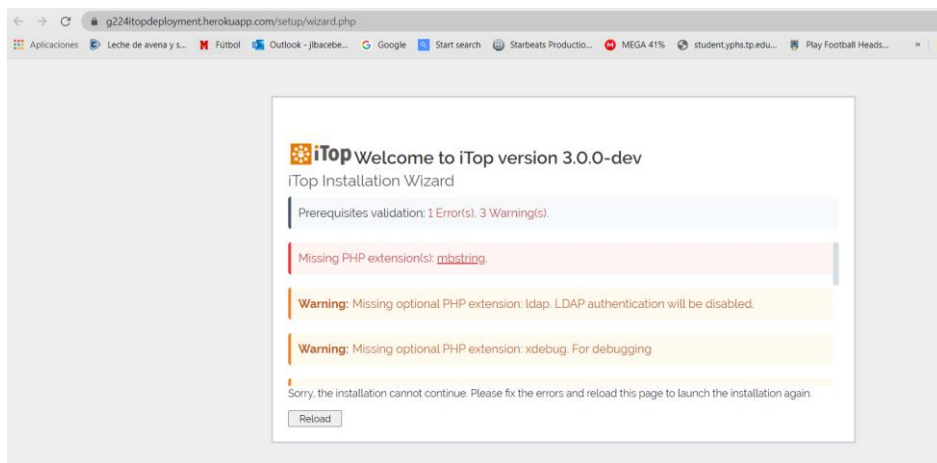 g224itopdeployment.herokuapp.com/setup/wizard.php
Aplicaciones Leche de avena y s... Fútbol Outlook - jlbacebe... Google Start search Starbeats Productio... MEGA 41% student.yphs.tp.edu... Play Football Heads... »
iTop Welcome to iTop version 3.0.0-dev
iTop Installation Wizard
Prerequisites validation: 1 Error(s), 3 Warning(s).
Missing PHP extension(s): mbstring.
Warning: Missing optional PHP extension: ldap. LDAP authentication will be disabled.
Warning: Missing optional PHP extension: xdebug. For debugging
Sorry, the installation cannot continue. Please fix the errors and reload this page to launch the installation again.
Reload